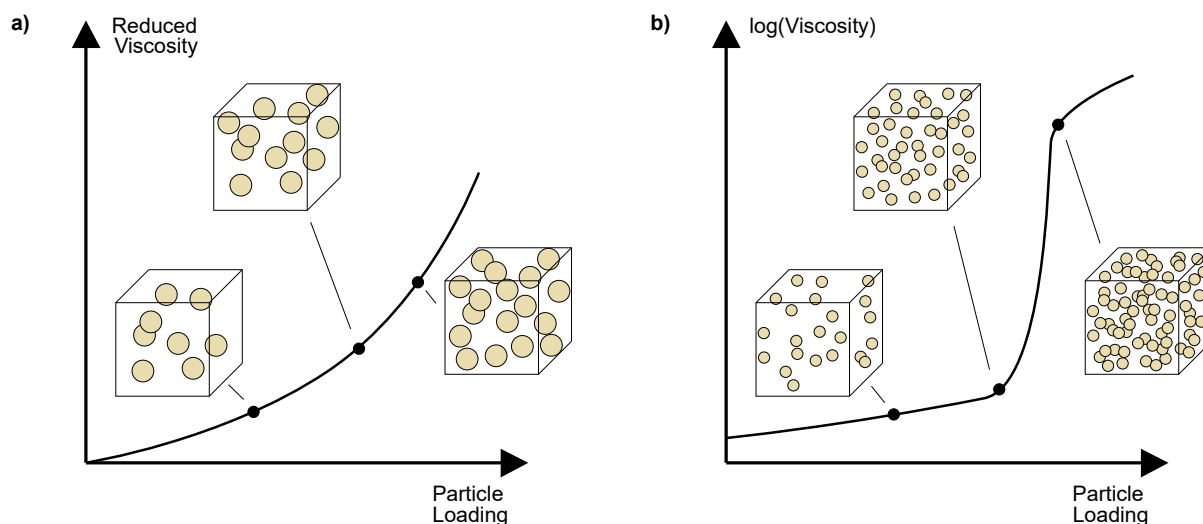 a)
Reduced
Viscosity
Particle
Loading
b)
log(Viscosity)
Particle
Loading